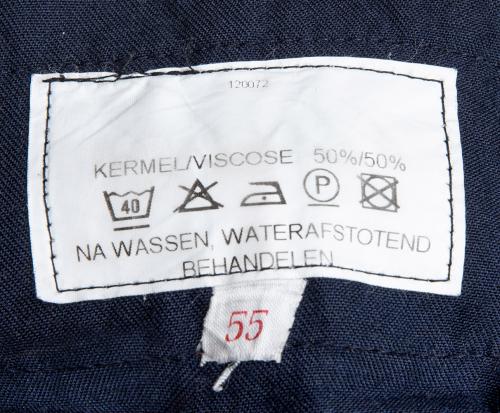 120072
KERMEL/VISCOSE 50%/50%
40 P
NA WASSEN, WATERAFSTOTEND
BEHANDELEN
55